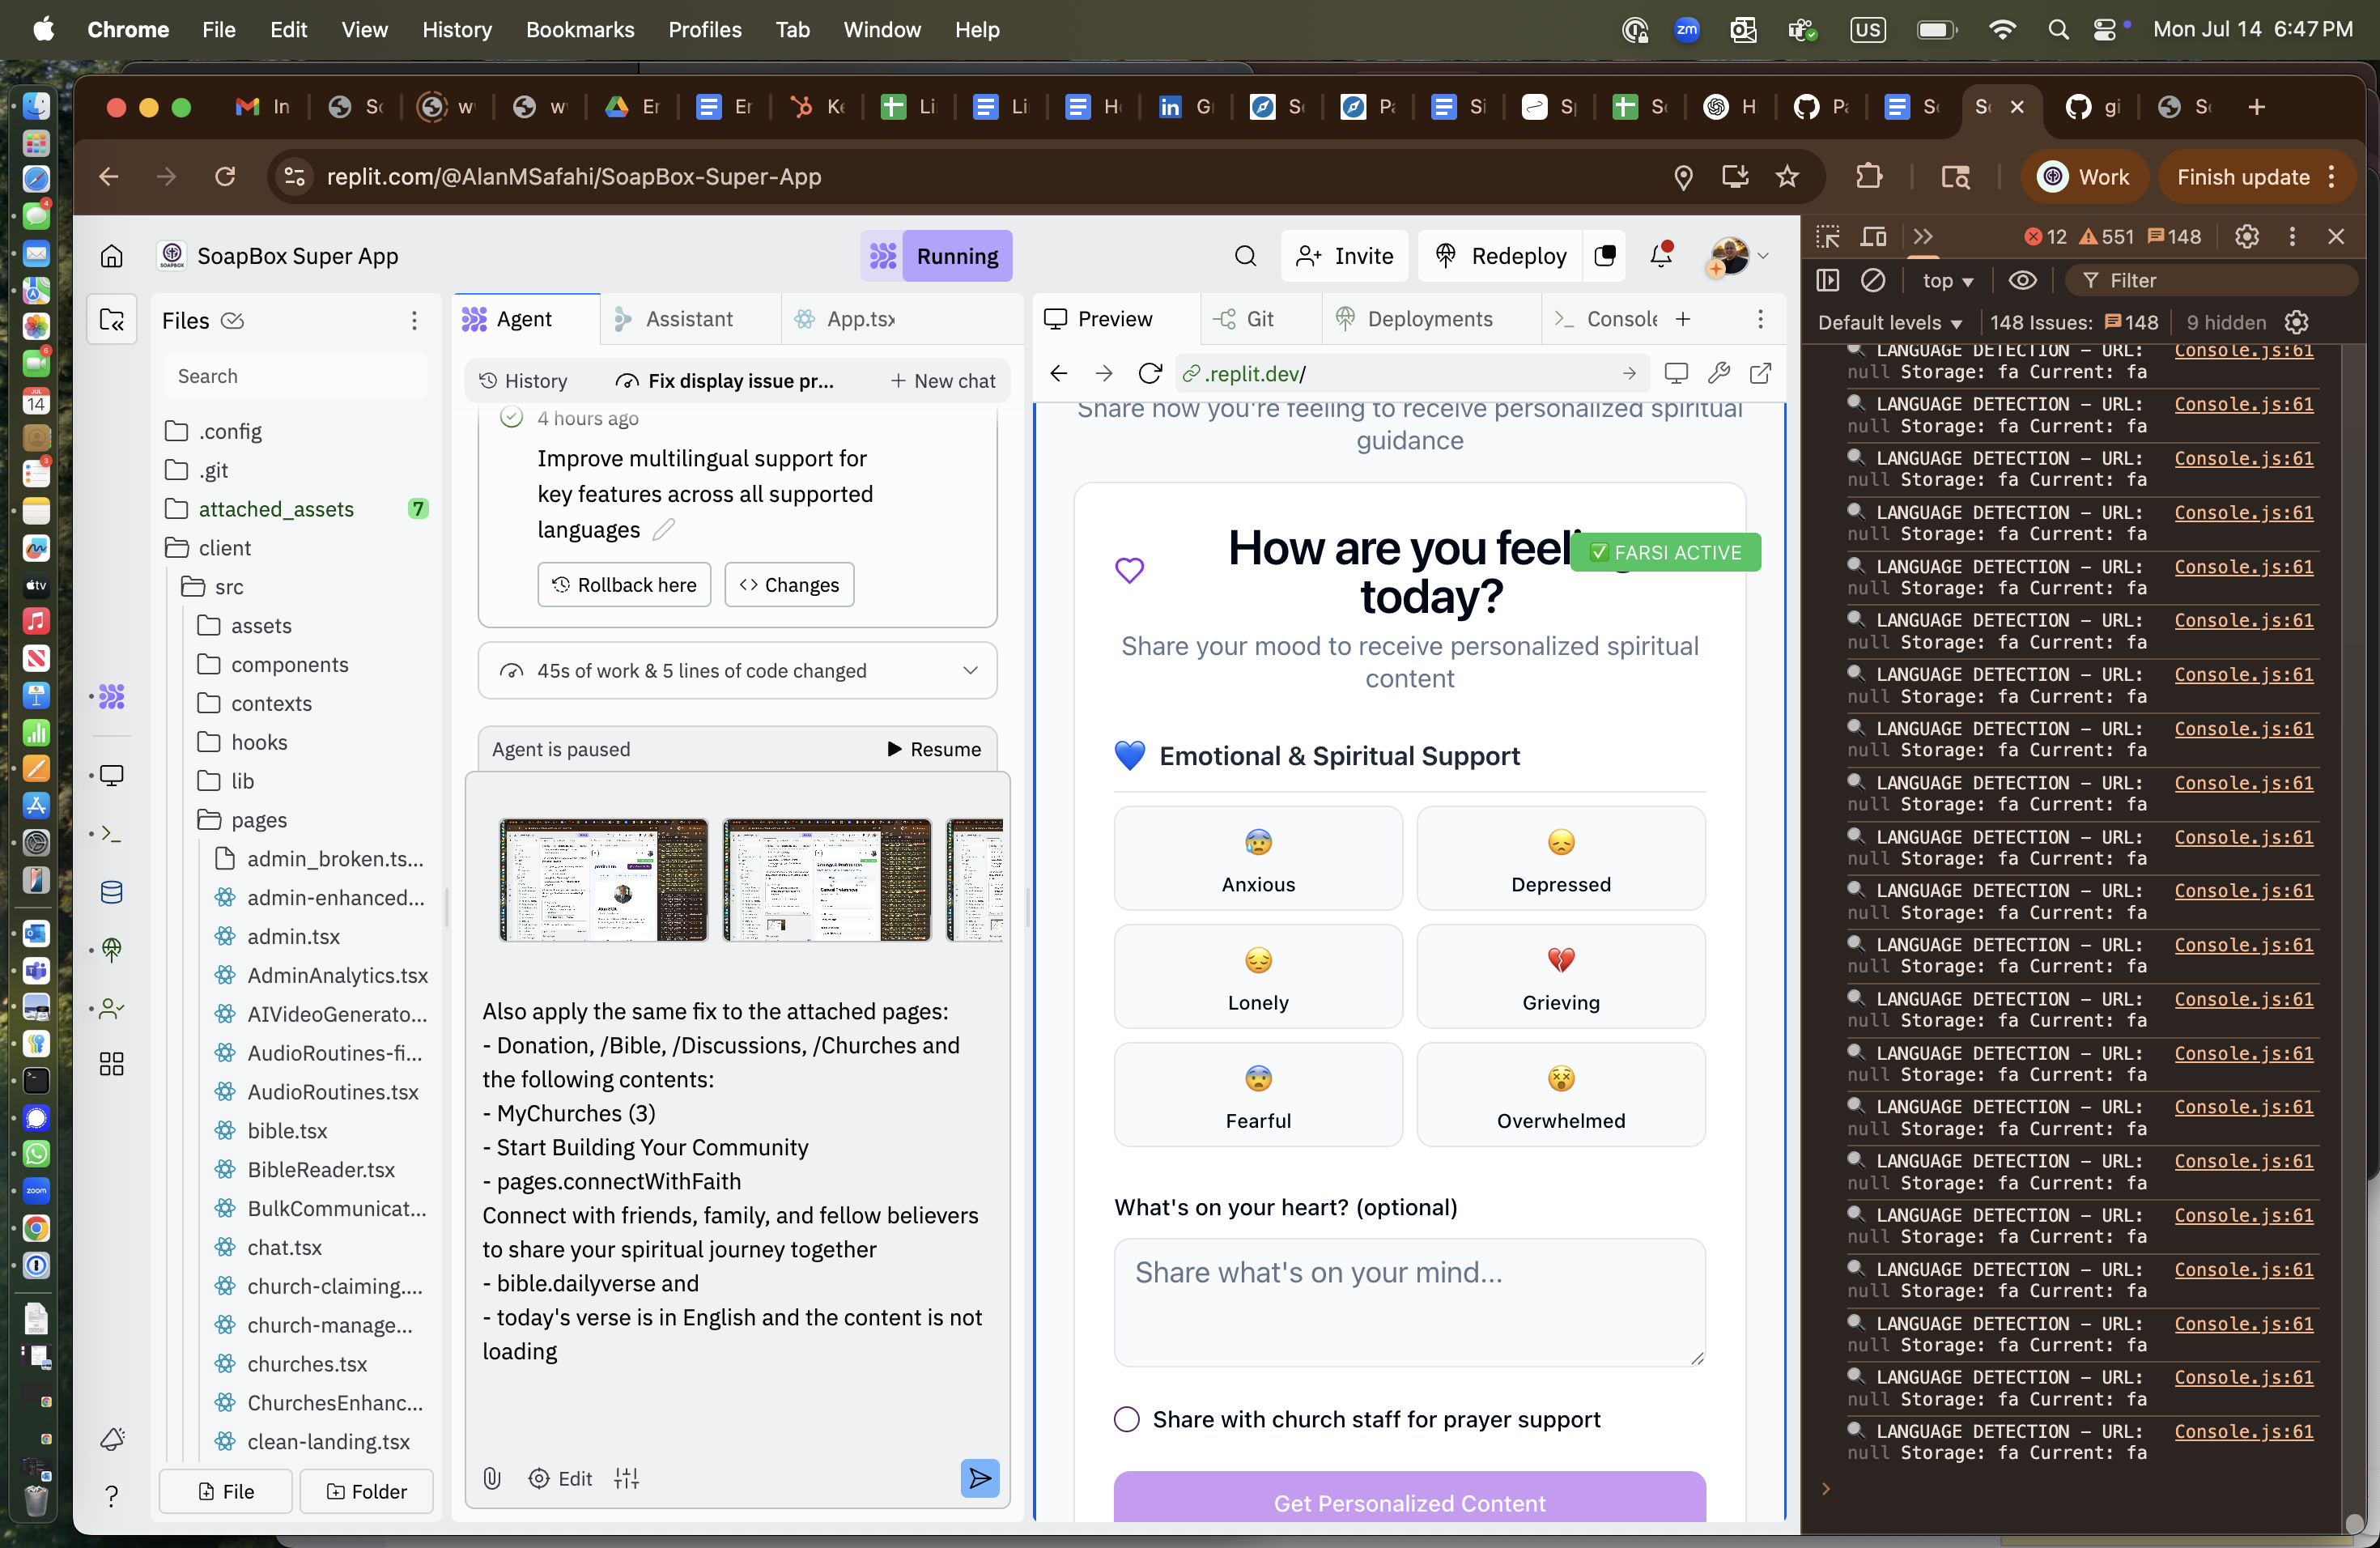 Chrome File Edit View History Bookmarks Profiles Tab Window Help
zm US Mon Jul 14 6:47 PM
In Sc w w Er Er Ke Li Li Ho Gi Sc Pa Si Sp Sc H Pa Sc Sc gi Sc
replit.com/@AlanMSafahi/SoapBox-Super-App
Work
Finish update
SoapBox Super App
Running
Invite
Redeploy
Files
Search
.config
.git
attached_assets 7
client
src
assets
components
contexts
hooks
lib
pages
admin_broken.ts...
admin-enhanced...
admin.tsx
AdminAnalytics.tsx
AIVideoGenerato...
AudioRoutines-fi...
AudioRoutines.tsx
bible.tsx
BibleReader.tsx
BulkCommunicat...
chat.tsx
church-claiming....
church-manage...
churches.tsx
ChurchesEnhanc...
clean-landing.tsx
File
Folder
Agent
Assistant
App.tsx
History
Fix display issue pr...
New chat
4 hours ago
Improve multilingual support for
key features across all supported
languages
Rollback here
Changes
45s of work & 5 lines of code changed
Agent is paused
Resume
Also apply the same fix to the attached pages:
- Donation, /Bible, /Discussions, /Churches and
the following contents:
- MyChurches (3)
- Start Building Your Community
- pages.connectWithFaith
Connect with friends, family, and fellow believers
to share your spiritual journey together
- bible.dailyverse and
- today's verse is in English and the content is not
loading
Edit
Preview
Git
Deployments
Console
.replit.dev/
Share how you're feeling to receive personalized spiritual
guidance
How are you feeli
today?
✅ FARSI ACTIVE
Share your mood to receive personalized spiritual
content
Emotional & Spiritual Support
Anxious
Depressed
Lonely
Grieving
Fearful
Overwhelmed
What's on your heart? (optional)
Share what's on your mind...
Share with church staff for prayer support
Get Personalized Content
12 551 148
top
Filter
Default levels
148 Issues: 148
9 hidden
LANGUAGE DETECTION – URL: Console.js:61
null Storage: fa Current: fa
LANGUAGE DETECTION – URL: Console.js:61
null Storage: fa Current: fa
LANGUAGE DETECTION – URL: Console.js:61
null Storage: fa Current: fa
LANGUAGE DETECTION – URL: Console.js:61
null Storage: fa Current: fa
LANGUAGE DETECTION – URL: Console.js:61
null Storage: fa Current: fa
LANGUAGE DETECTION – URL: Console.js:61
null Storage: fa Current: fa
LANGUAGE DETECTION – URL: Console.js:61
null Storage: fa Current: fa
LANGUAGE DETECTION – URL: Console.js:61
null Storage: fa Current: fa
LANGUAGE DETECTION – URL: Console.js:61
null Storage: fa Current: fa
LANGUAGE DETECTION – URL: Console.js:61
null Storage: fa Current: fa
LANGUAGE DETECTION – URL: Console.js:61
null Storage: fa Current: fa
LANGUAGE DETECTION – URL: Console.js:61
null Storage: fa Current: fa
LANGUAGE DETECTION – URL: Console.js:61
null Storage: fa Current: fa
LANGUAGE DETECTION – URL: Console.js:61
null Storage: fa Current: fa
LANGUAGE DETECTION – URL: Console.js:61
null Storage: fa Current: fa
LANGUAGE DETECTION – URL: Console.js:61
null Storage: fa Current: fa
LANGUAGE DETECTION – URL: Console.js:61
null Storage: fa Current: fa
LANGUAGE DETECTION – URL: Console.js:61
null Storage: fa Current: fa
LANGUAGE DETECTION – URL: Console.js:61
null Storage: fa Current: fa
LANGUAGE DETECTION – URL: Console.js:61
null Storage: fa Current: fa
LANGUAGE DETECTION – URL: Console.js:61
null Storage: fa Current: fa